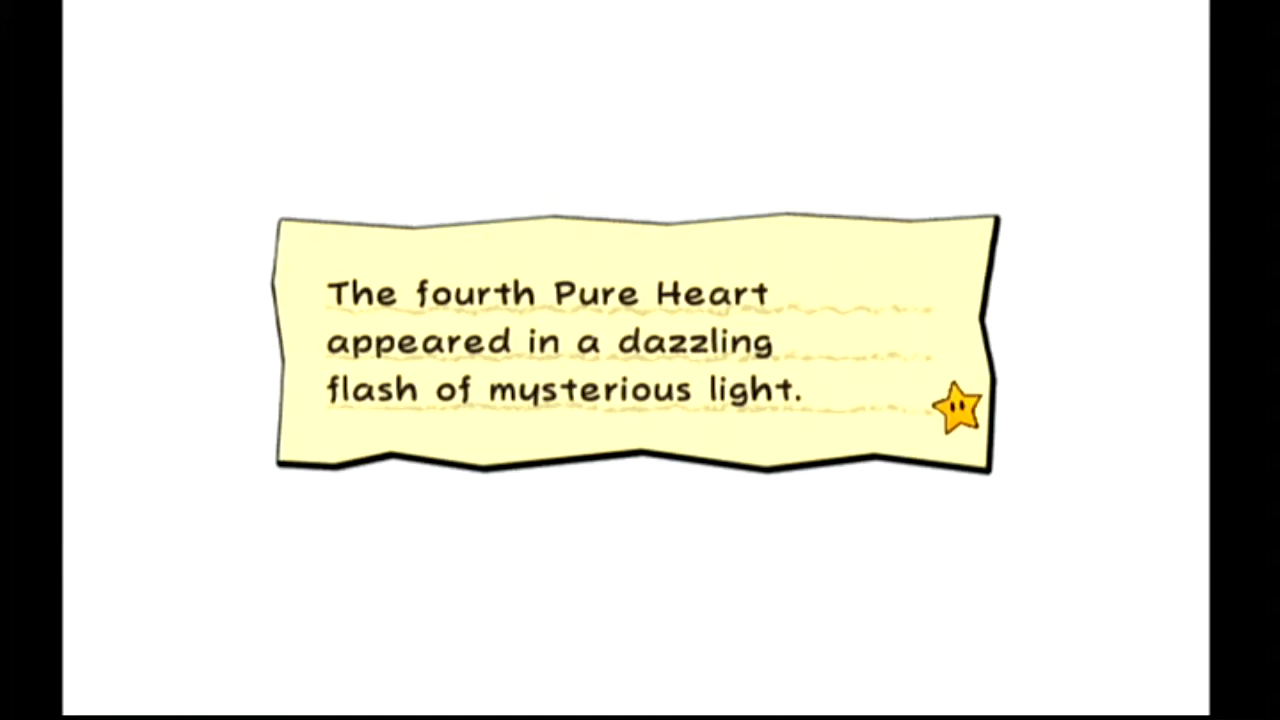 The fourth Pure Heart
appeared in a dazzling
flash of mysterious light.